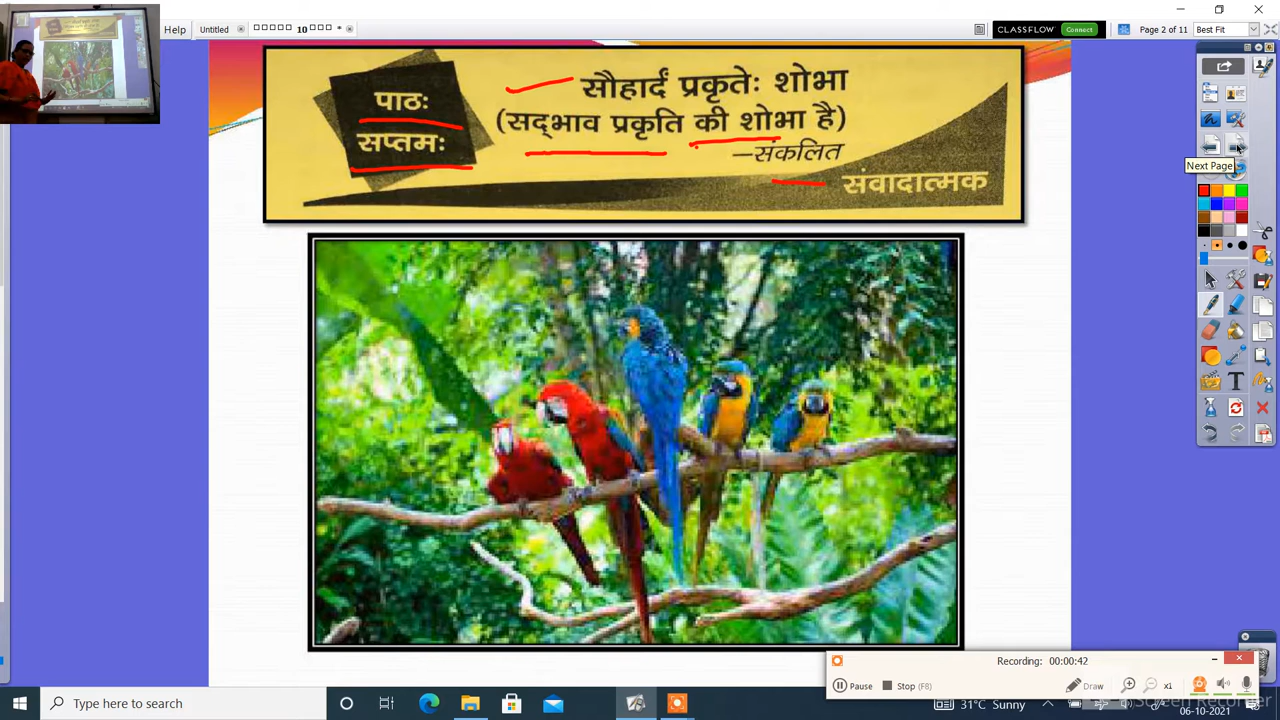 Help
Untitled
10
*
CLASSFLOW
Connect
Page 2 of 11
Best Fit
Next Page
पाठः
सप्तमः
सौहार्दं प्रकृतेः शोभा
(सद्भाव प्रकृति की शोभा है)
–संकलित
संवादात्मक
Recording: 00:00:42
Pause
Stop (F8)
Draw
x1
Type here to search
31°C Sunny
06-10-2021